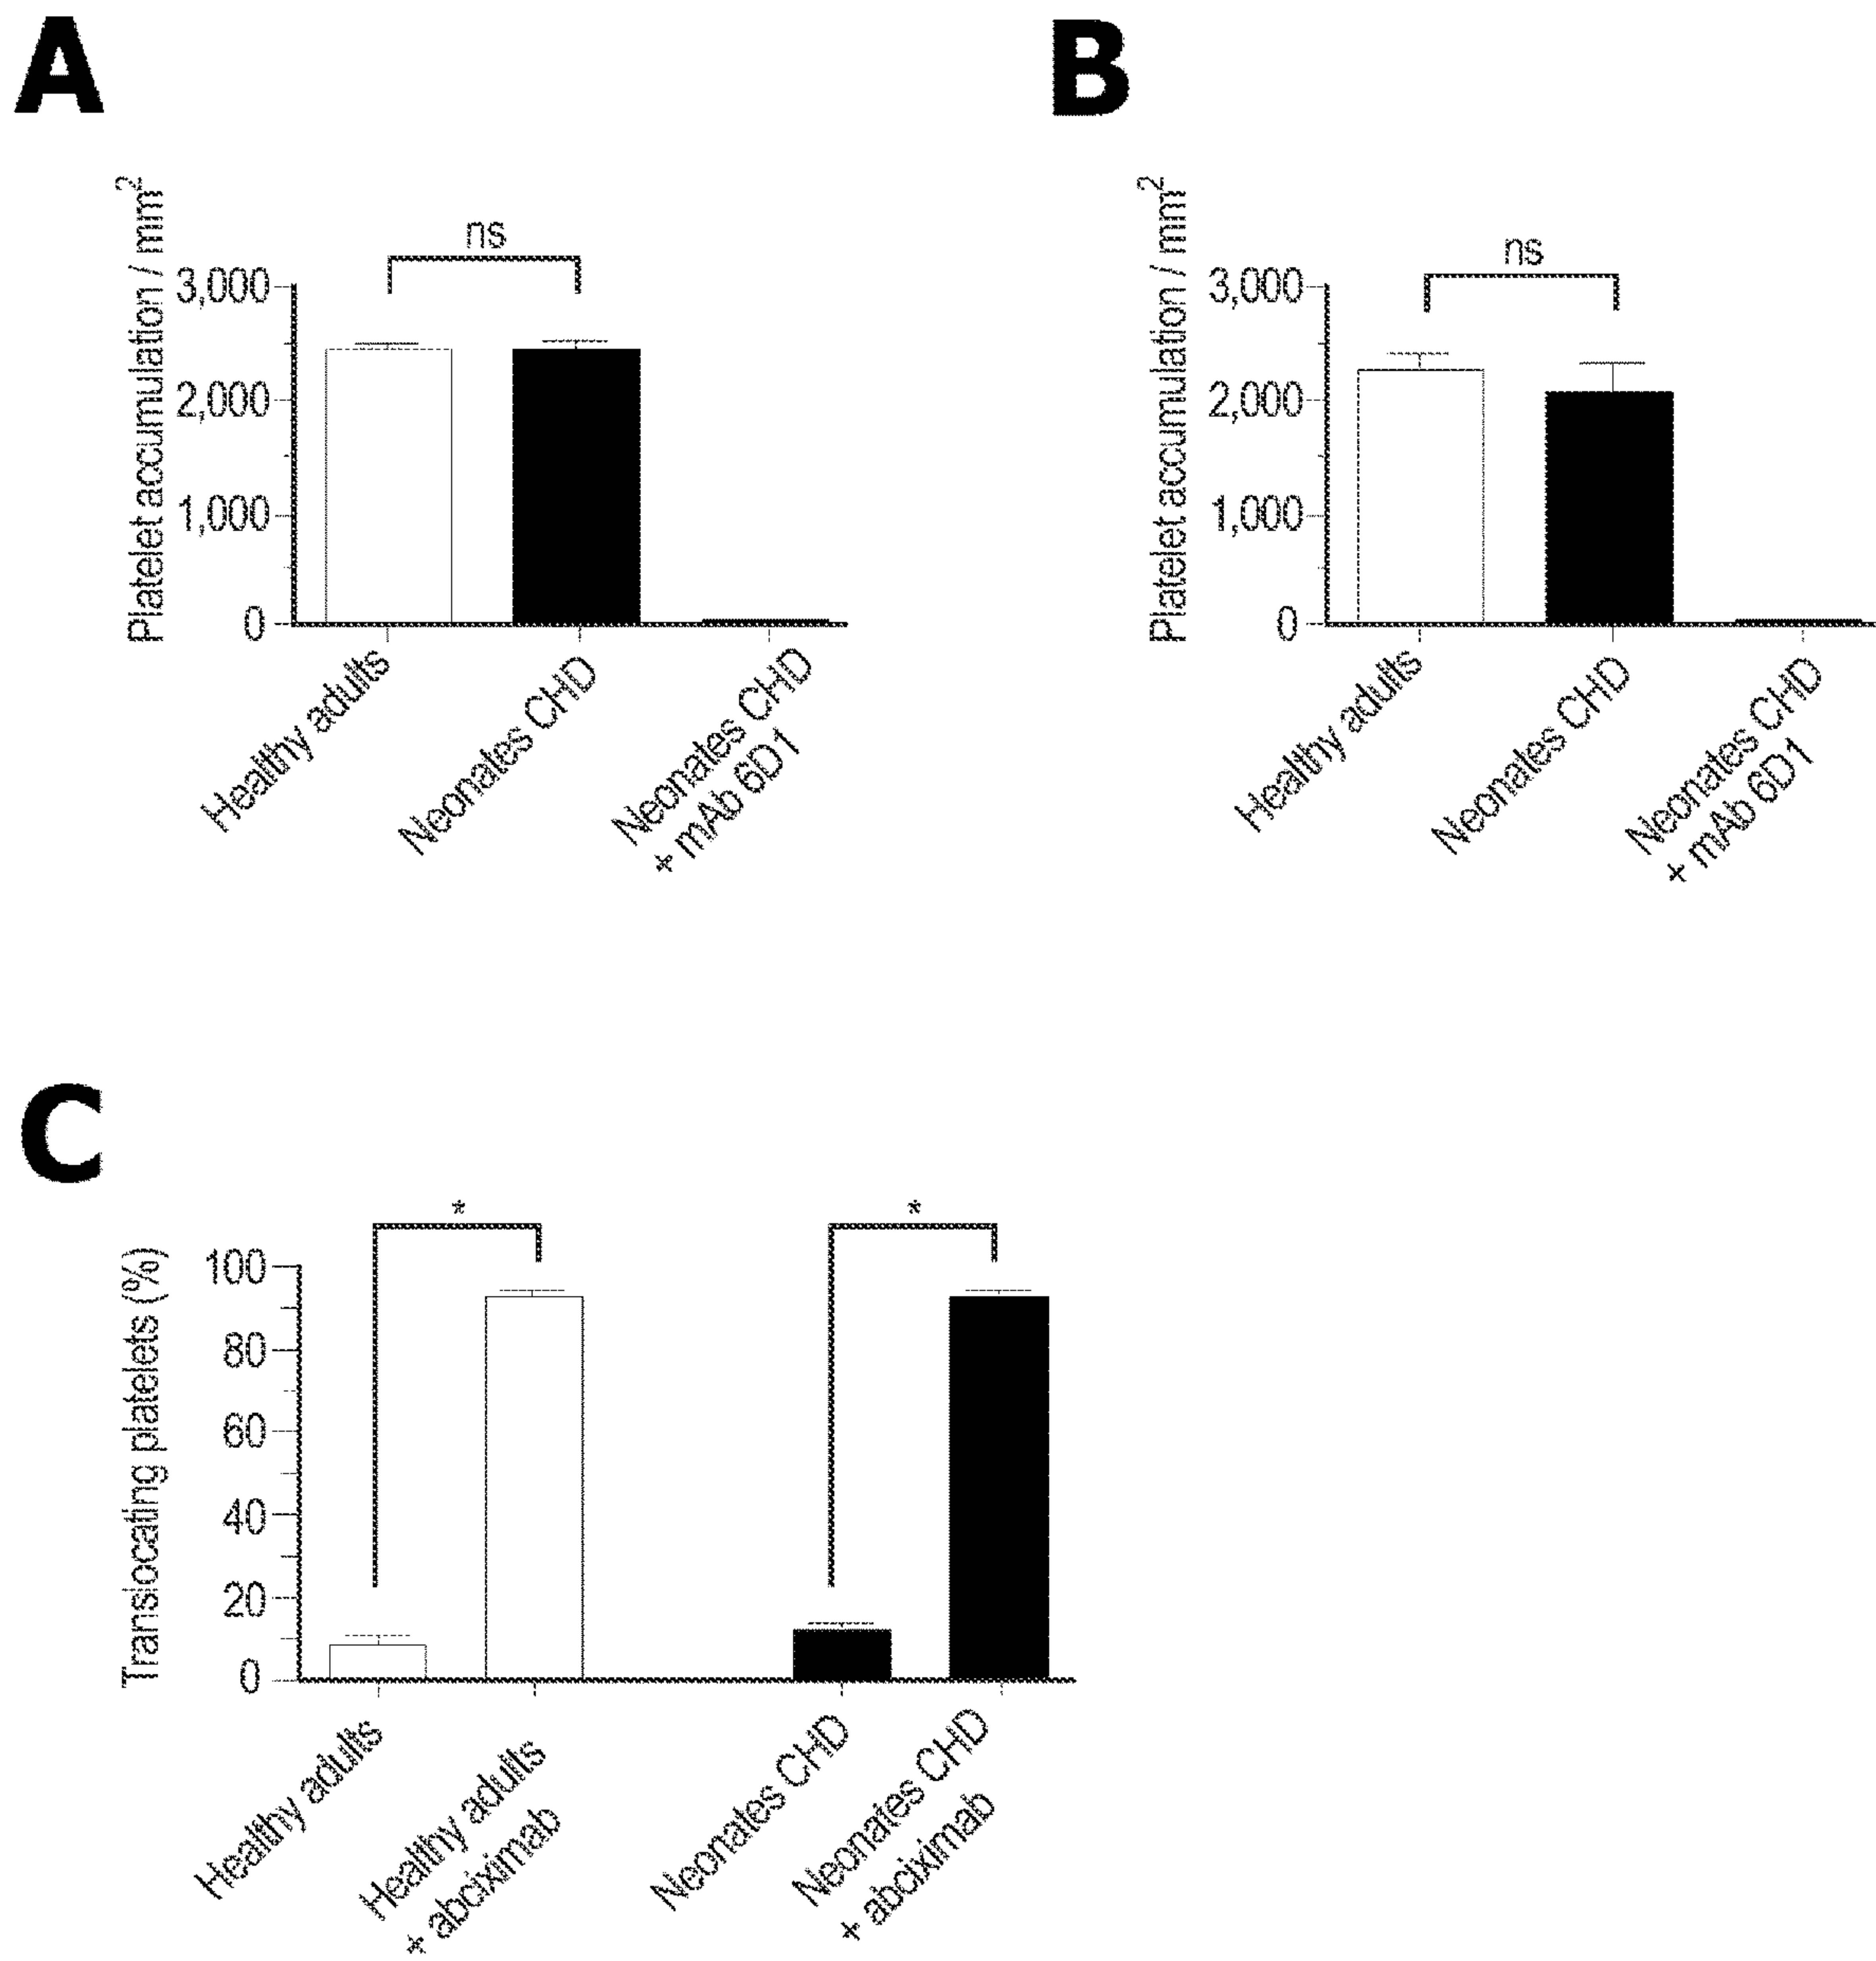 A
Platelet accumulation / mm²
ns
3,000
2,000
1,000
0
Healthy adults
Neonates CHD
Neonates CHD
+ mAb 6D1
B
Platelet accumulation / mm²
ns
3,000
2,000
1,000
0
Healthy adults
Neonates CHD
Neonates CHD
+ mAb 6D1
C
Translocating platelets (%)
*
*
100
80
60
40
20
0
Healthy adults
Healthy adults
+ abciximab
Neonates CHD
Neonates CHD
+ abciximab